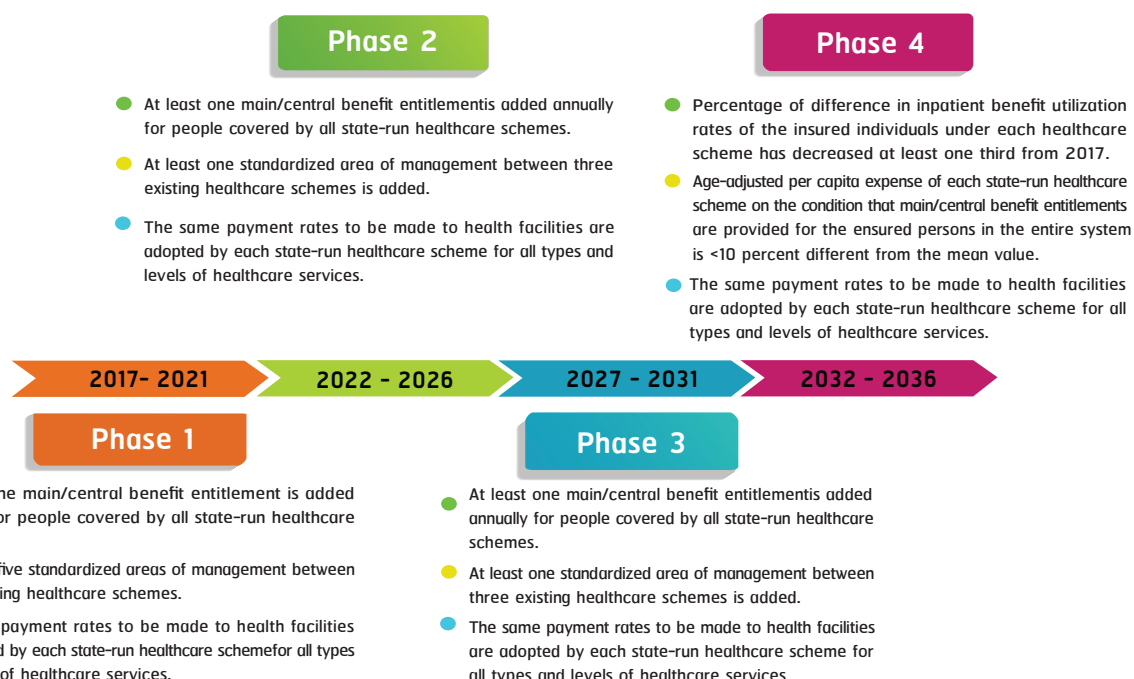 Phase 2
At least one main/central benefit entitlementis added annually
for people covered by all state-run healthcare schemes.
At least one standardized area of management between three
existing healthcare schemes is added.
The same payment rates to be made to health facilities are
adopted by each state-run healthcare scheme for all types and
levels of healthcare services.
Phase 4
Percentage of difference in inpatient benefit utilization
rates of the insured individuals under each healthcare
scheme has decreased at least one third from 2017.
Age-adjusted per capita expense of each state-run healthcare
scheme on the condition that main/central benefit entitlements
are provided for the ensured persons in the entire system
is <10 percent different from the mean value.
The same payment rates to be made to health facilities
are adopted by each state-run healthcare scheme for all
types and levels of healthcare services.
2017- 2021
2022 - 2026
2027 - 2031
2032 - 2036
Phase 1
main/central benefit entitlement is added
for people covered by all state-run healthcare
five standardized areas of management between
healthcare schemes.
payment rates to be made to health facilities
by each state-run healthcare schemefor all types
of healthcare services.
Phase 3
At least one main/central benefit entitlementis added
annually for people covered by all state-run healthcare
schemes.
At least one standardized area of management between
three existing healthcare schemes is added.
The same payment rates to be made to health facilities
are adopted by each state-run healthcare scheme for
all types and levels of healthcare services